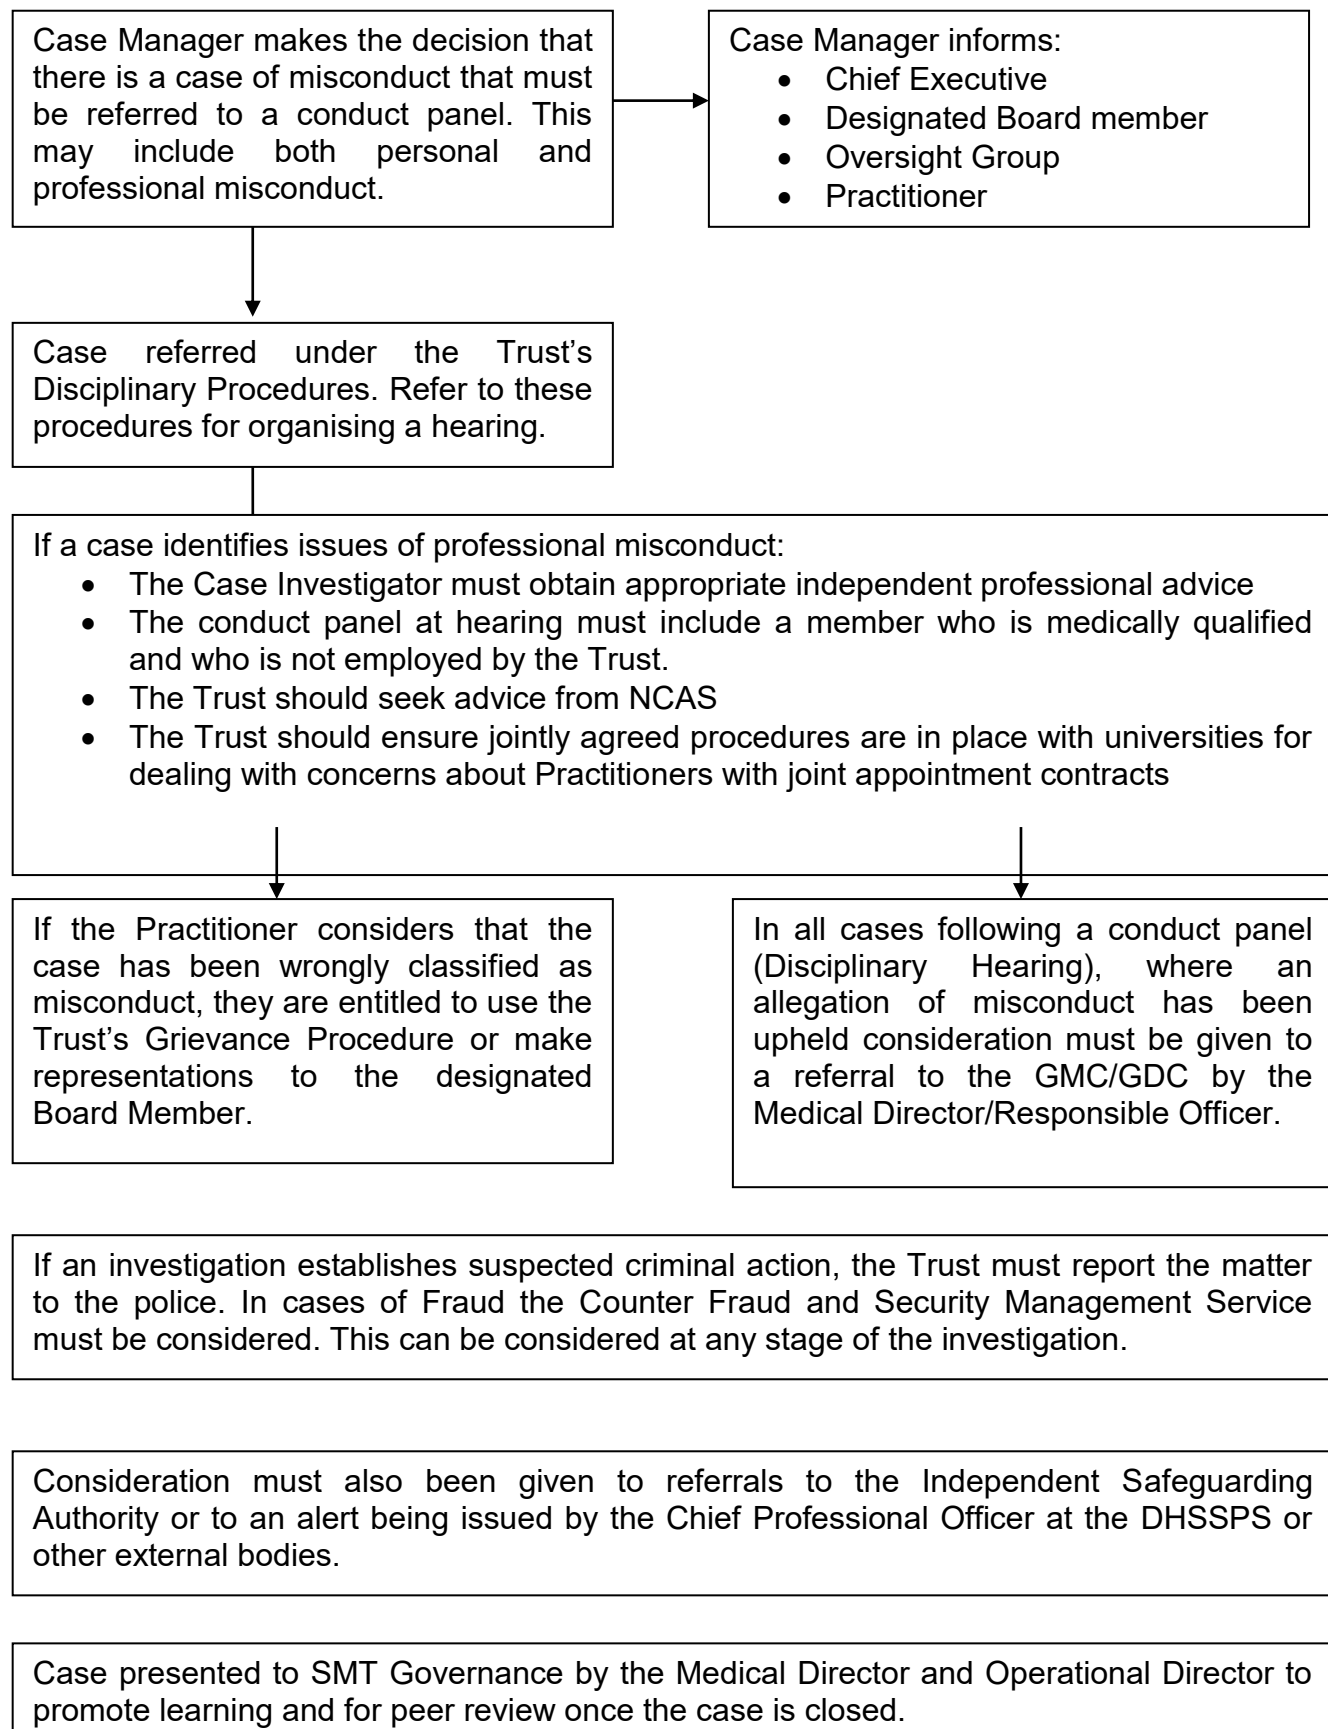 Case Manager makes the decision that
there is a case of misconduct that must
be referred to a conduct panel. This
may include both personal and
professional misconduct.
Case Manager informs:
• Chief Executive
• Designated Board member
• Oversight Group
• Practitioner
Case referred under the Trust’s
Disciplinary Procedures. Refer to these
procedures for organising a hearing.
If a case identifies issues of professional misconduct:
• The Case Investigator must obtain appropriate independent professional advice
• The conduct panel at hearing must include a member who is medically qualified
and who is not employed by the Trust.
• The Trust should seek advice from NCAS
• The Trust should ensure jointly agreed procedures are in place with universities for
dealing with concerns about Practitioners with joint appointment contracts
If the Practitioner considers that the
case has been wrongly classified as
misconduct, they are entitled to use the
Trust’s Grievance Procedure or make
representations to the designated
Board Member.
In all cases following a conduct panel
(Disciplinary Hearing), where an
allegation of misconduct has been
upheld consideration must be given to
a referral to the GMC/GDC by the
Medical Director/Responsible Officer.
If an investigation establishes suspected criminal action, the Trust must report the matter
to the police. In cases of Fraud the Counter Fraud and Security Management Service
must be considered. This can be considered at any stage of the investigation.
Consideration must also been given to referrals to the Independent Safeguarding
Authority or to an alert being issued by the Chief Professional Officer at the DHSSPS or
other external bodies.
Case presented to SMT Governance by the Medical Director and Operational Director to
promote learning and for peer review once the case is closed.